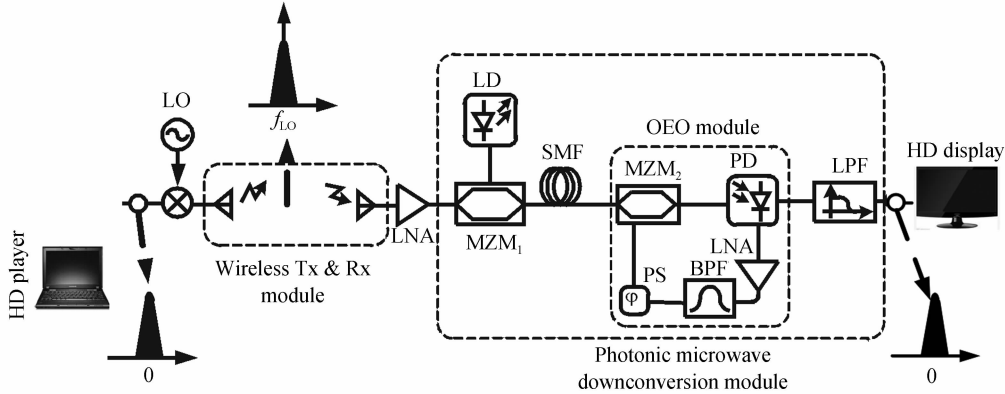 f_LO
LD
OEO module
LO
SMF
MZM₂
PD
LPF
HD display
LNA
MZM₁
LNA
HD player
Wireless Tx & Rx
module
PS
BPF
φ
0
Photonic microwave
downconversion module
0